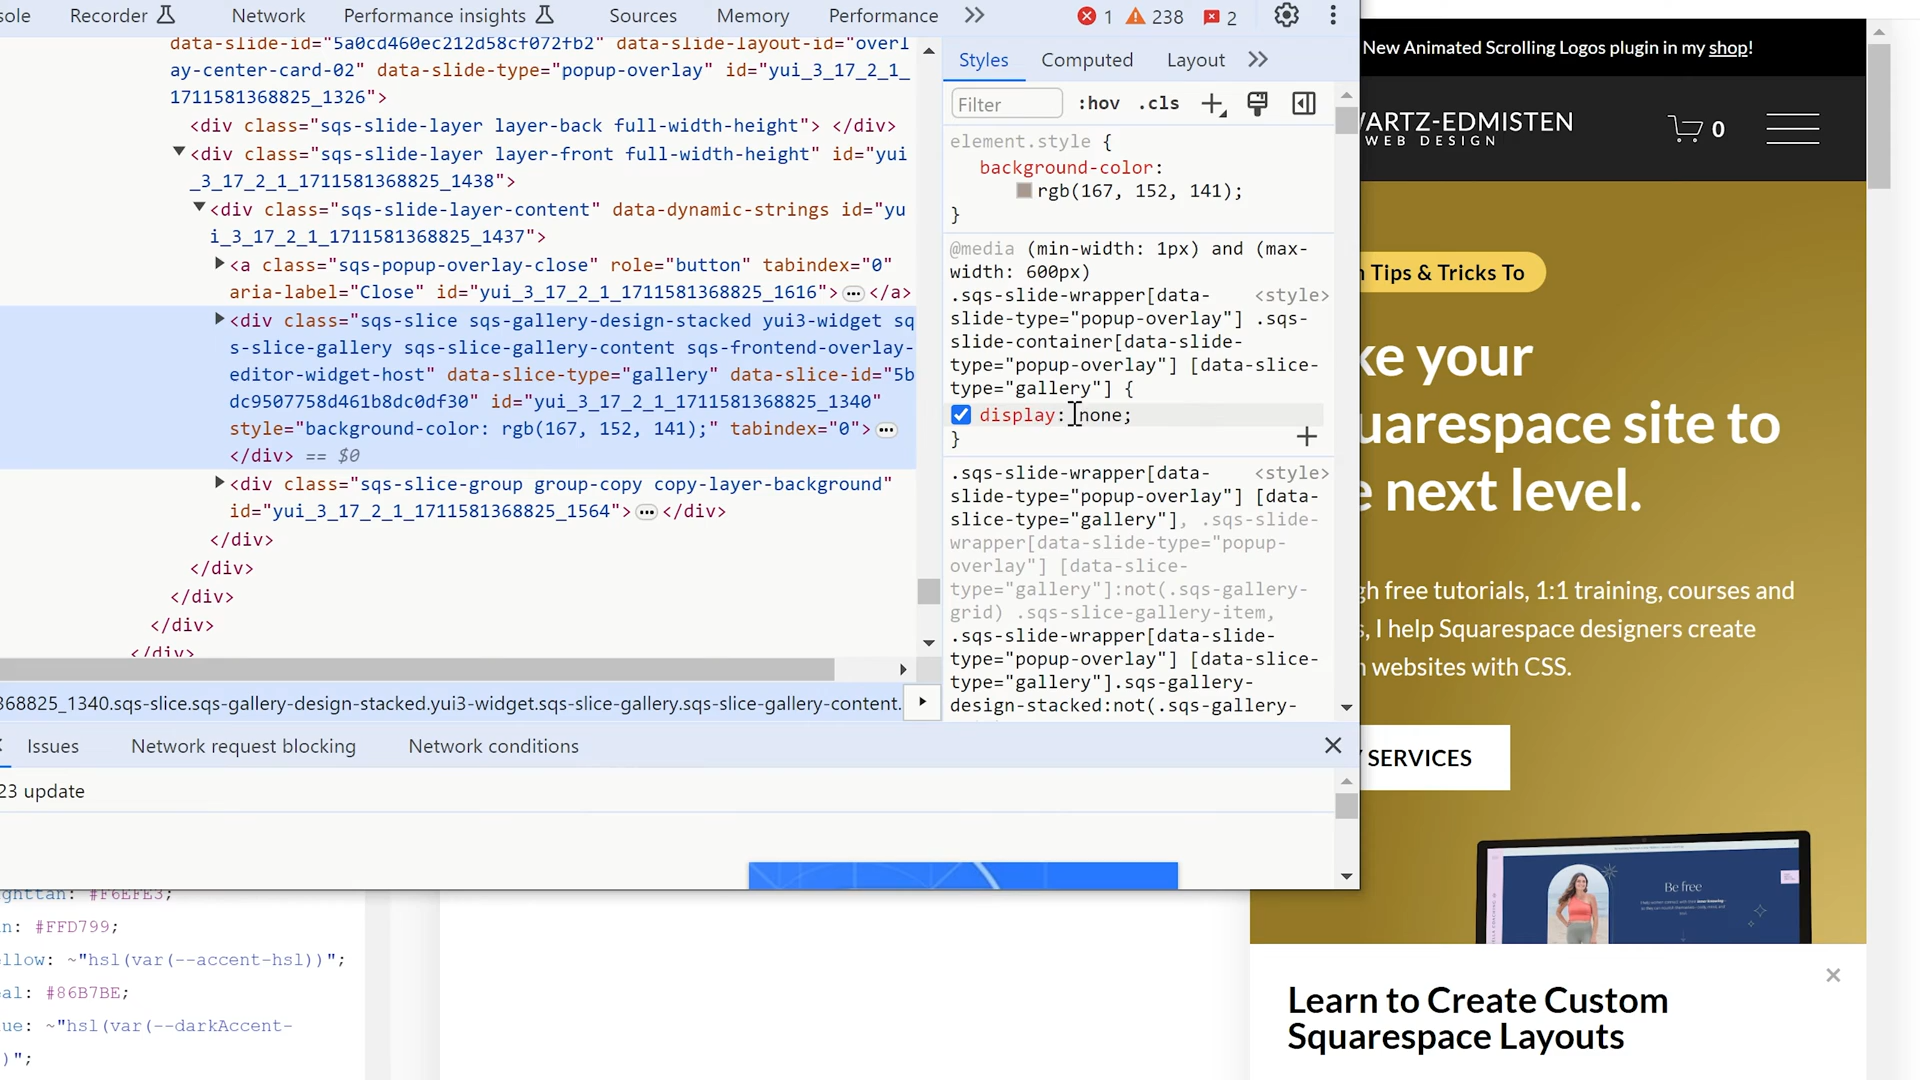 sole Recorder Network Performance insights Sources Memory Performance 1 238 2
data-slide-id="5a0cd460ec212d58cf072fb2" data-slide-layout-id="overl
ay-center-card-02" data-slide-type="popup-overlay" id="yui_3_17_2_1_
1711581368825_1326">
<div class="sqs-slide-layer layer-back full-width-height"> </div>
<div class="sqs-slide-layer layer-front full-width-height" id="yui
_3_17_2_1_1711581368825_1438">
<div class="sqs-slide-layer-content" data-dynamic-strings id="yu
i_3_17_2_1_1711581368825_1437">
<a class="sqs-popup-overlay-close" role="button" tabindex="0"
aria-label="Close" id="yui_3_17_2_1_1711581368825_1616"> … </a>
<div class="sqs-slice sqs-gallery-design-stacked yui3-widget sq
s-slice-gallery sqs-slice-gallery-content sqs-frontend-overlay-
editor-widget-host" data-slice-type="gallery" data-slice-id="5b
dc9507758d461b8dc0df30" id="yui_3_17_2_1_1711581368825_1340"
style="background-color: rgb(167, 152, 141);" tabindex="0"> …
</div> == $0
<div class="sqs-slice-group group-copy copy-layer-background"
id="yui_3_17_2_1_1711581368825_1564"> … </div>
</div>
</div>
</div>
</div>
</div>
368825_1340.sqs-slice.sqs-gallery-design-stacked.yui3-widget.sqs-slice-gallery.sqs-slice-gallery-content.
Styles Computed Layout
Filter :hov .cls
element.style {
background-color:
rgb(167, 152, 141);
}
@media (min-width: 1px) and (max-
width: 600px)
.sqs-slide-wrapper[data- <style>
slide-type="popup-overlay"] .sqs-
slide-container[data-slide-
type="popup-overlay"] [data-slice-
type="gallery"] {
display: none;
}
.sqs-slide-wrapper[data- <style>
slide-type="popup-overlay"] [data-
slice-type="gallery"], .sqs-slide-
wrapper[data-slide-type="popup-
overlay"] [data-slice-
type="gallery"]:not(.sqs-gallery-
grid) .sqs-slice-gallery-item,
.sqs-slide-wrapper[data-slide-
type="popup-overlay"] [data-slice-
type="gallery"].sqs-gallery-
design-stacked:not(.sqs-gallery-
Issues Network request blocking Network conditions
23 update
ghttan: #F6EFE3;
n: #FFD799;
ellow: ~"hsl(var(--accent-hsl))";
eal: #86B7BE;
ue: ~"hsl(var(--darkAccent-
)";
New Animated Scrolling Logos plugin in my shop!
WARTZ-EDMISTEN
WEB DESIGN
0
n Tips & Tricks To
ke your
uarespace site to
e next level.
gh free tutorials, 1:1 training, courses and
s, I help Squarespace designers create
n websites with CSS.
Y SERVICES
Be free
Learn to Create Custom
Squarespace Layouts